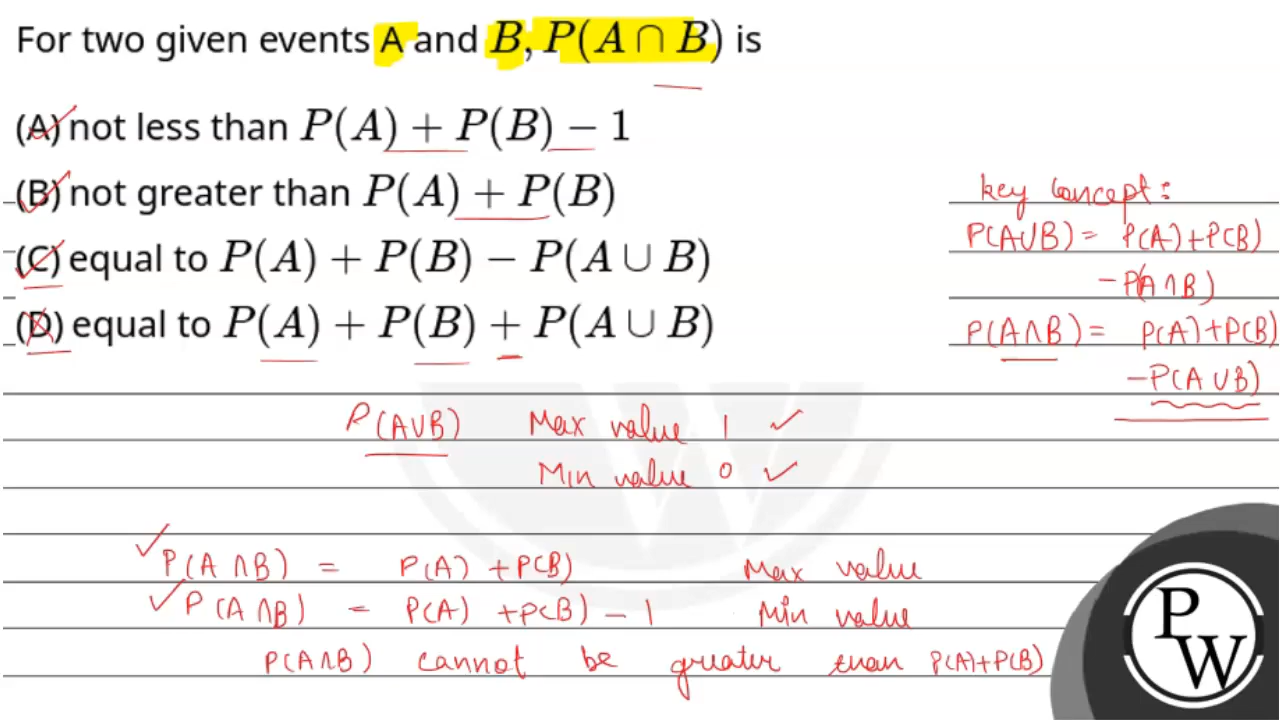 For two given events A and B, P(A ∩ B) is
(A) not less than P(A) + P(B) − 1
(B) not greater than P(A) + P(B)
(C) equal to P(A) + P(B) − P(A ∪ B)
(D) equal to P(A) + P(B) + P(A ∪ B)
key concept:
P(A∪B) = P(A)+P(B)
−P(A∩B)
P(A∩B) = P(A)+P(B)
−P(A∪B)
P(A∪B) Max value 1 ✓
Min value 0 ✓
✓ P(A∩B) = P(A) + P(B) Max value
✓ P(A∩B) = P(A) + P(B) − 1 Min value
P(A∩B) cannot be greater than P(A)+P(B)
P
W